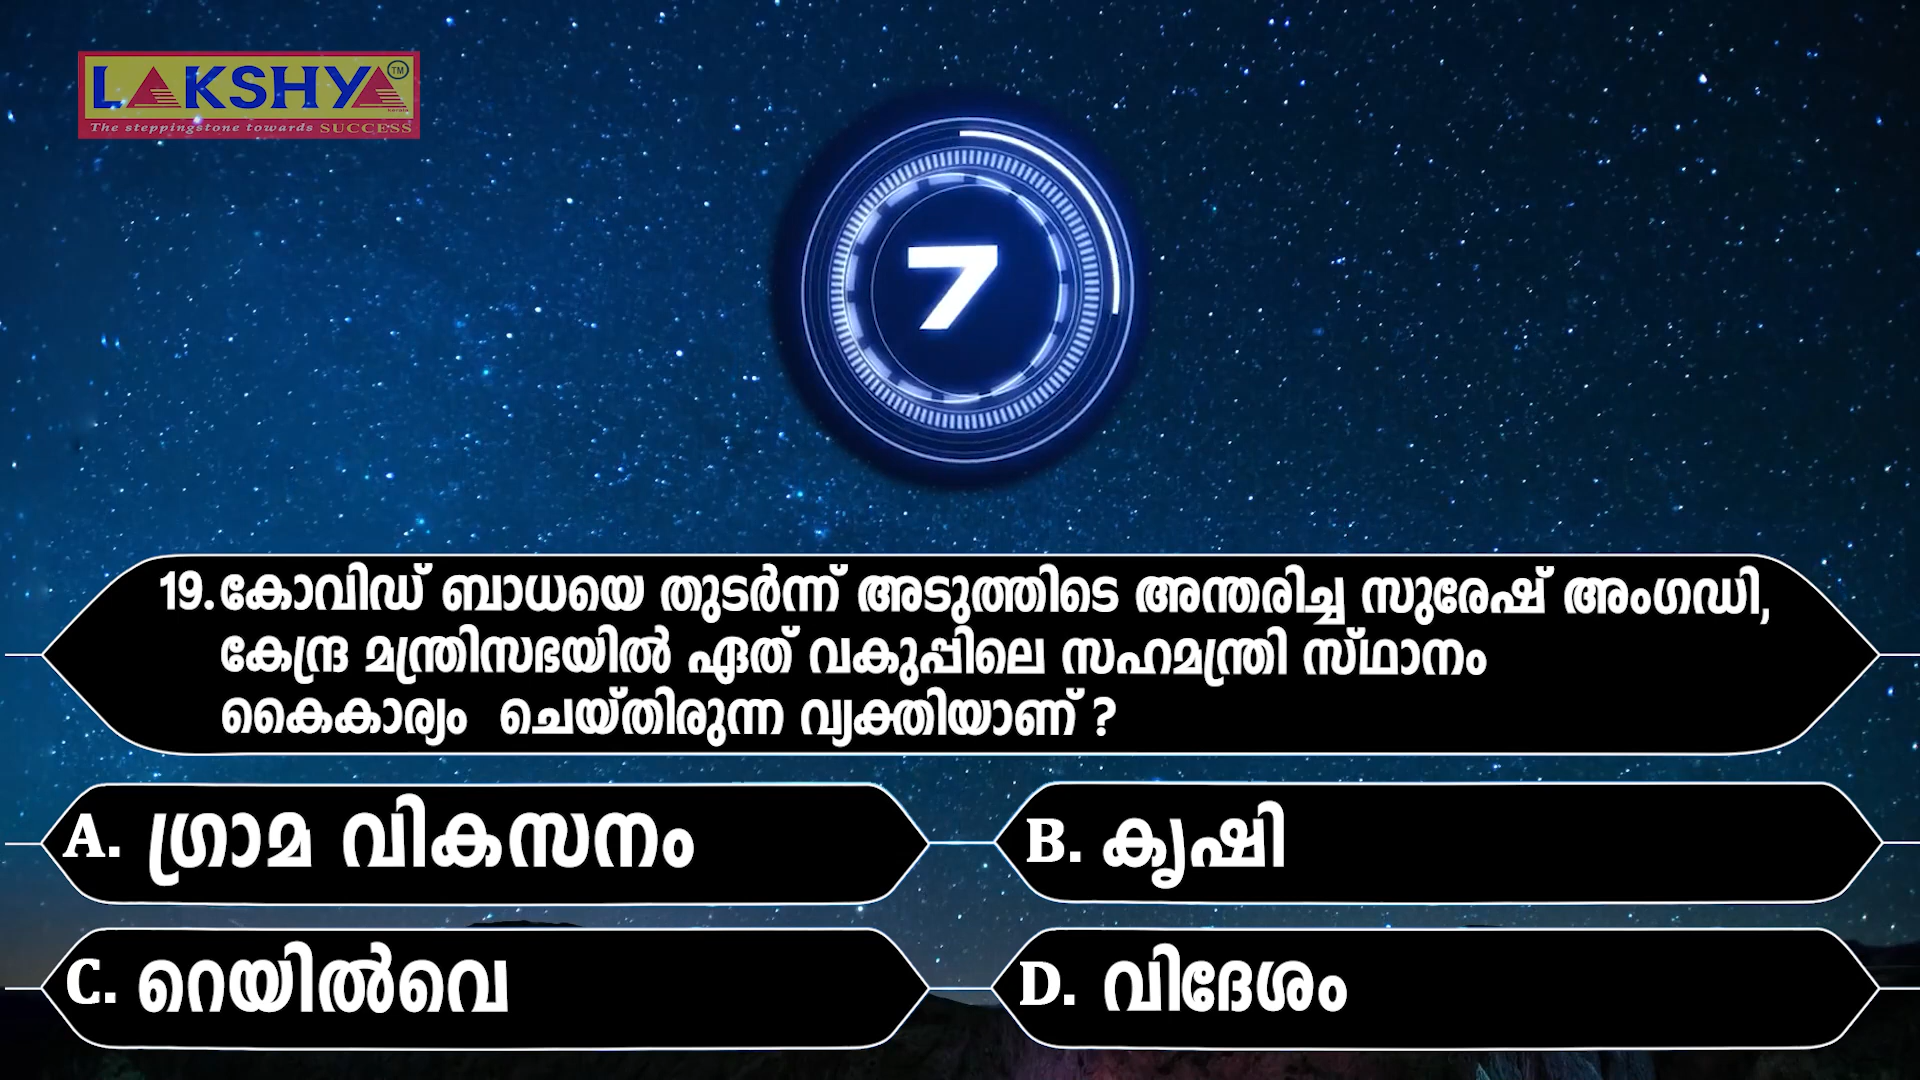 LAKSHYA TM
The steppingstone towards SUCCESS
7
19. കോവിഡ് ബാധയെ തുടർന്ന് അടുത്തിടെ അന്തരിച്ച സുരേഷ് അംഗഡി,
കേന്ദ്ര മന്ത്രിസഭയിൽ ഏത് വകുപ്പിലെ സഹമന്ത്രി സ്ഥാനം
കൈകാര്യം ചെയ്തിരുന്ന വ്യക്തിയാണ് ?
A. ഗ്രാമ വികസനം
B. കൃഷി
C. റെയിൽവെ
D. വിദേശം